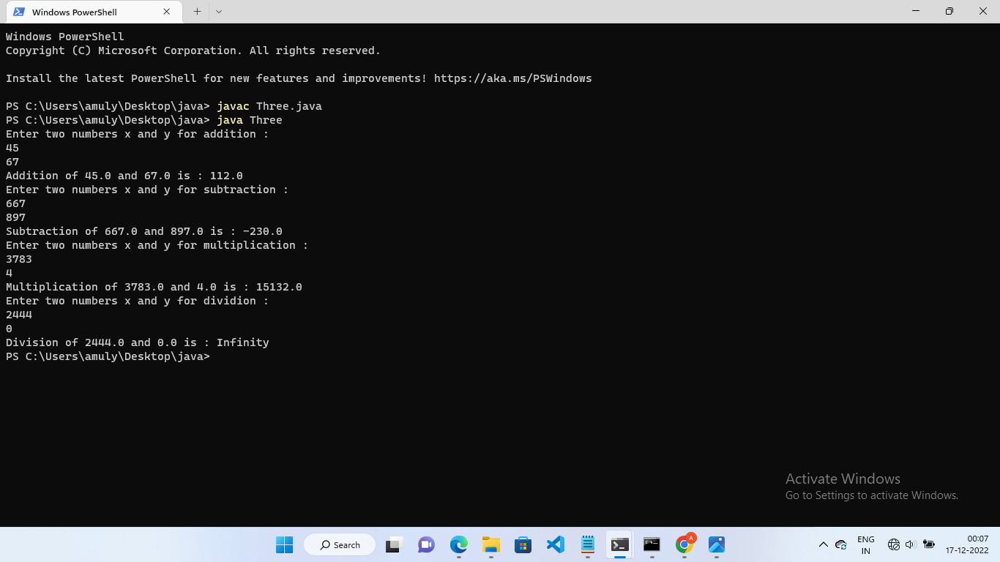 Windows PowerShell
Windows PowerShell
Copyright (C) Microsoft Corporation. All rights reserved.
Install the latest PowerShell for new features and improvements! https://aka.ms/PSWindows
PS C:\Users\amuly\Desktop\java> javac Three.java
PS C:\Users\amuly\Desktop\java> java Three
Enter two numbers x and y for addition :
45
67
Addition of 45.0 and 67.0 is : 112.0
Enter two numbers x and y for subtraction :
667
897
Subtraction of 667.0 and 897.0 is : -230.0
Enter two numbers x and y for multiplication :
3783
4
Multiplication of 3783.0 and 4.0 is : 15132.0
Enter two numbers x and y for dividion :
2444
0
Division of 2444.0 and 0.0 is : Infinity
PS C:\Users\amuly\Desktop\java>
Activate Windows
Go to Settings to activate Windows.
Search
A
ENG
IN
00:07
17-12-2022